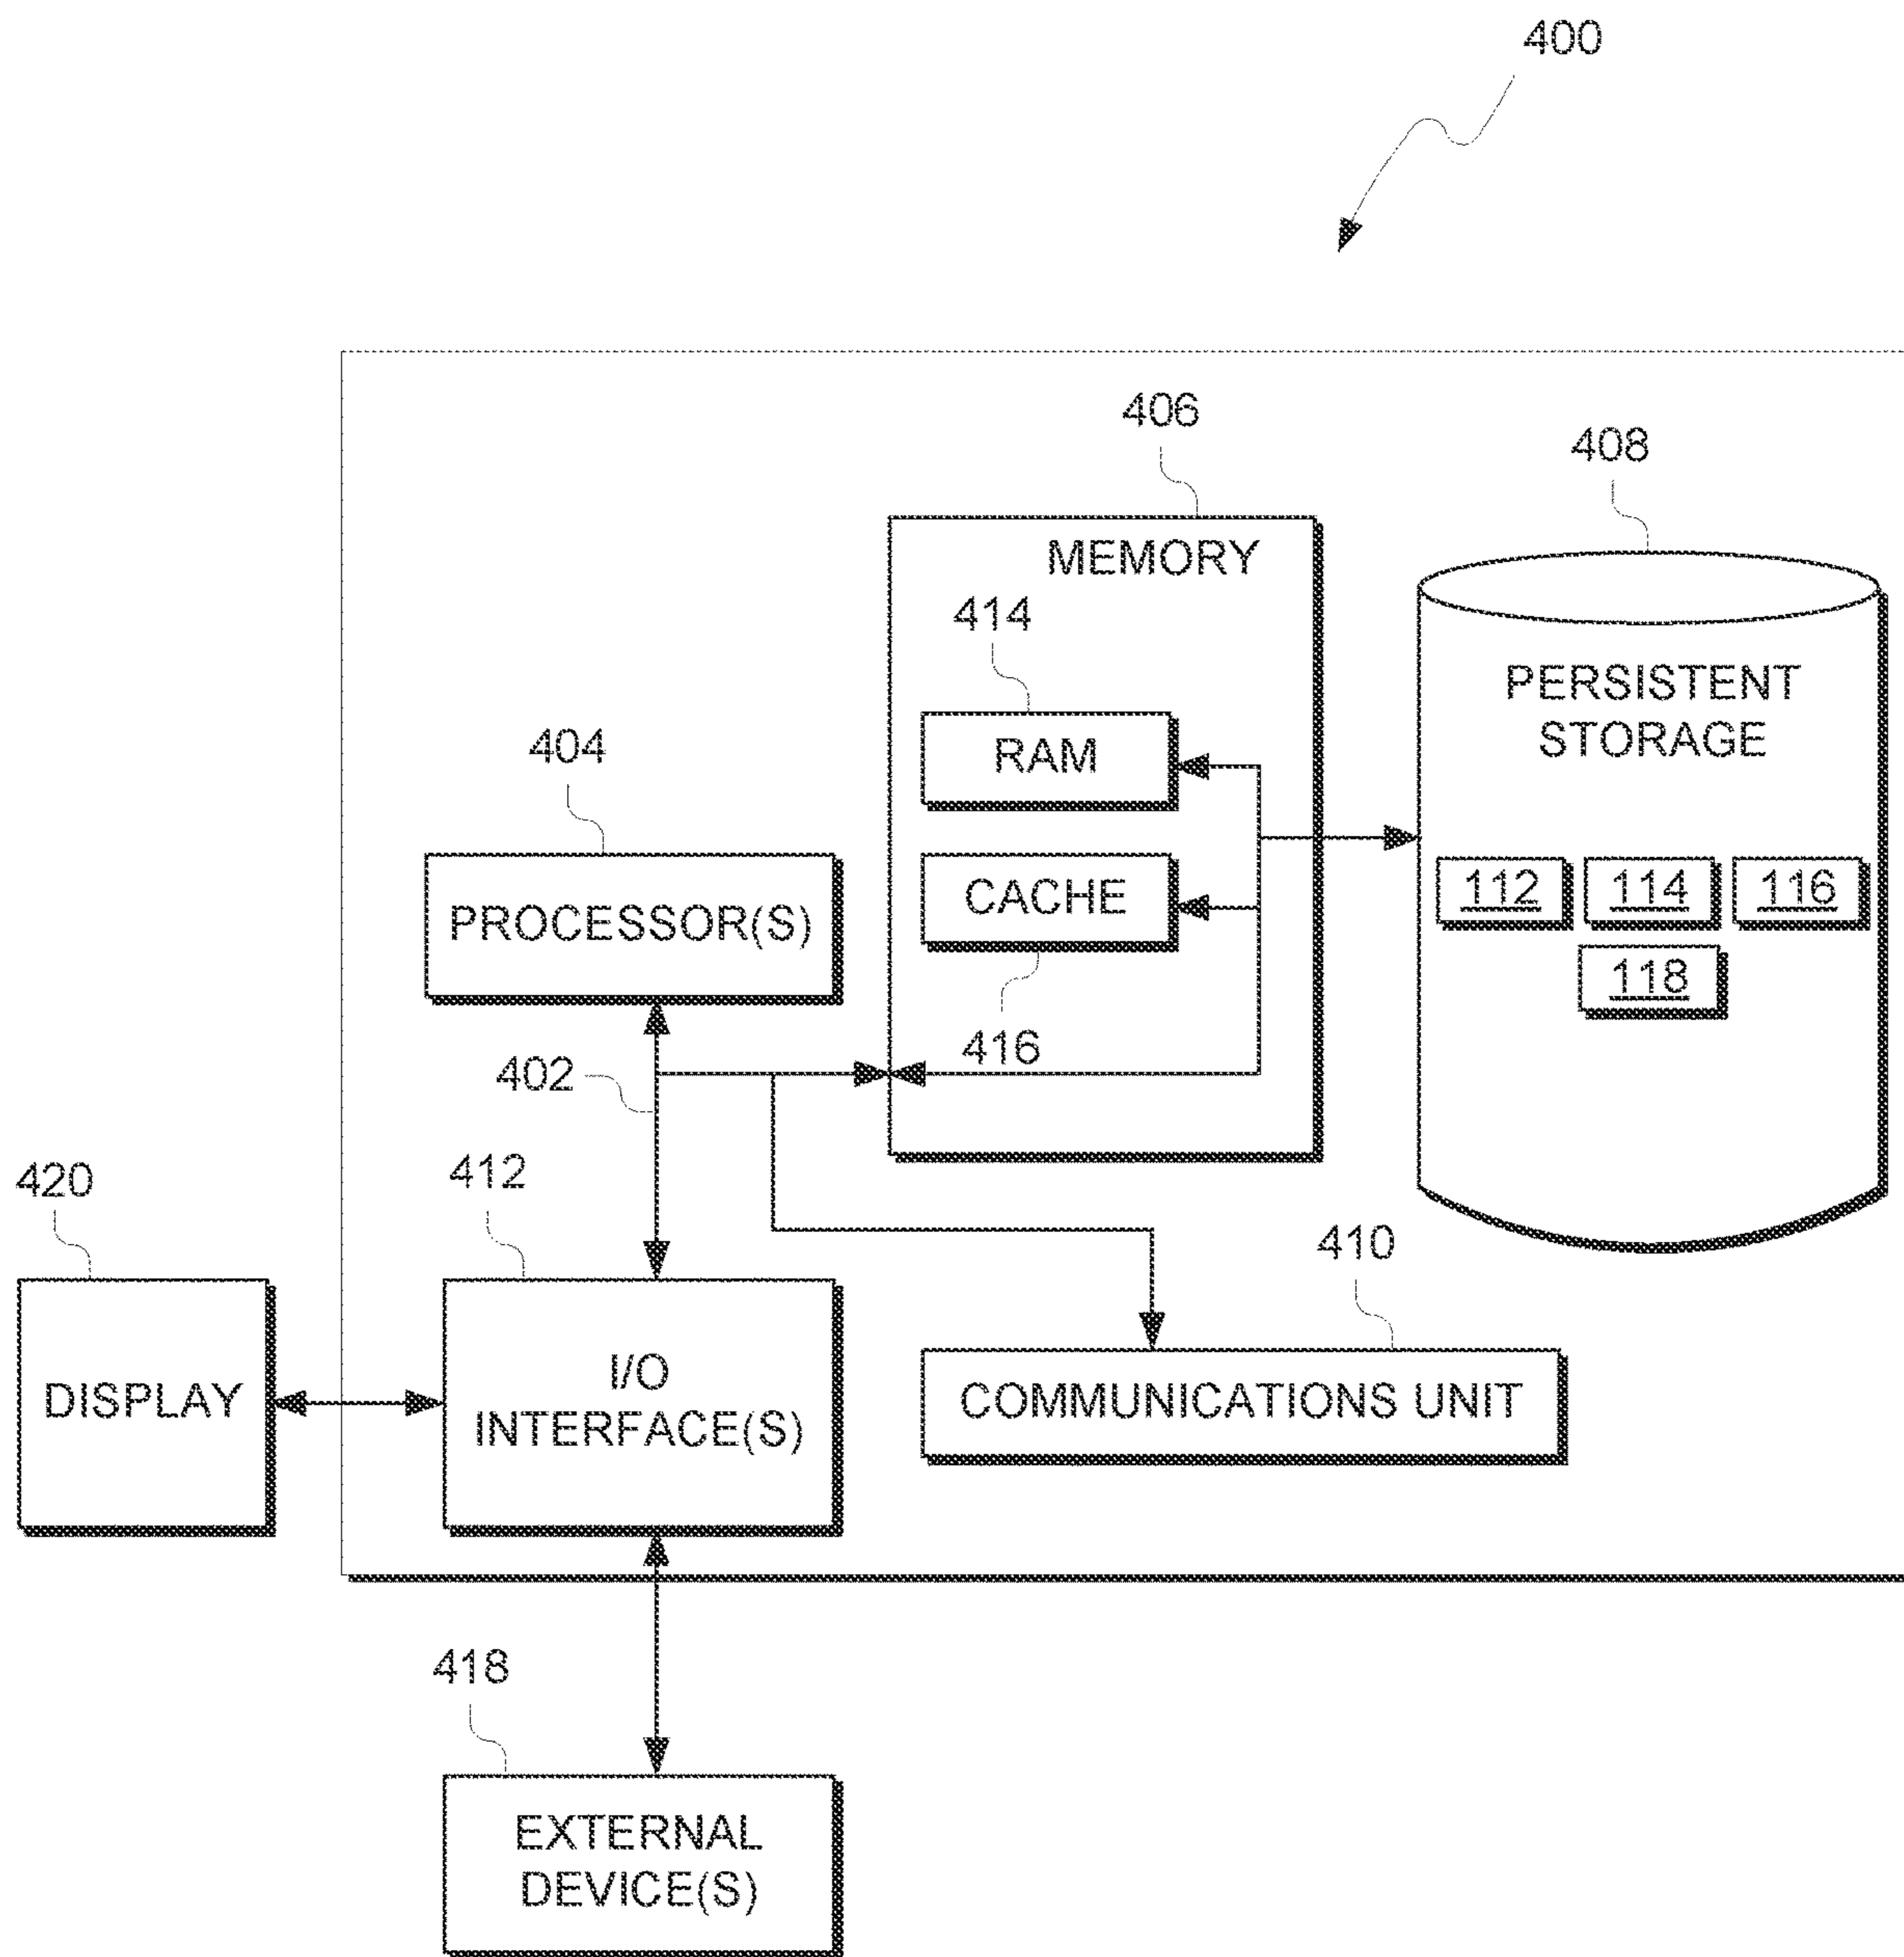 400
406
408
MEMORY
414
PERSISTENT
STORAGE
RAM
404
CACHE
112 114 116
PROCESSOR(S)
118
416
402
420
412
410
I/O
INTERFACE(S)
DISPLAY
COMMUNICATIONS UNIT
418
EXTERNAL
DEVICE(S)